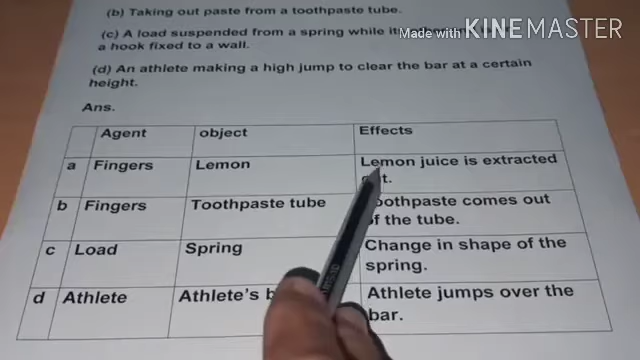 (b) Taking out paste from a toothpaste tube.
(c) A load suspended from a spring while it
a hook fixed to a wall.
(d) An athlete making a high jump to clear the bar at a certain
height.
Ans.
Agent object Effects
a Fingers Lemon Lemon juice is extracted
b Fingers Toothpaste tube Toothpaste comes out
of the tube.
c Load Spring Change in shape of the
spring.
d Athlete Athlete's Athlete jumps over the
bar.
Made with KINEMASTER